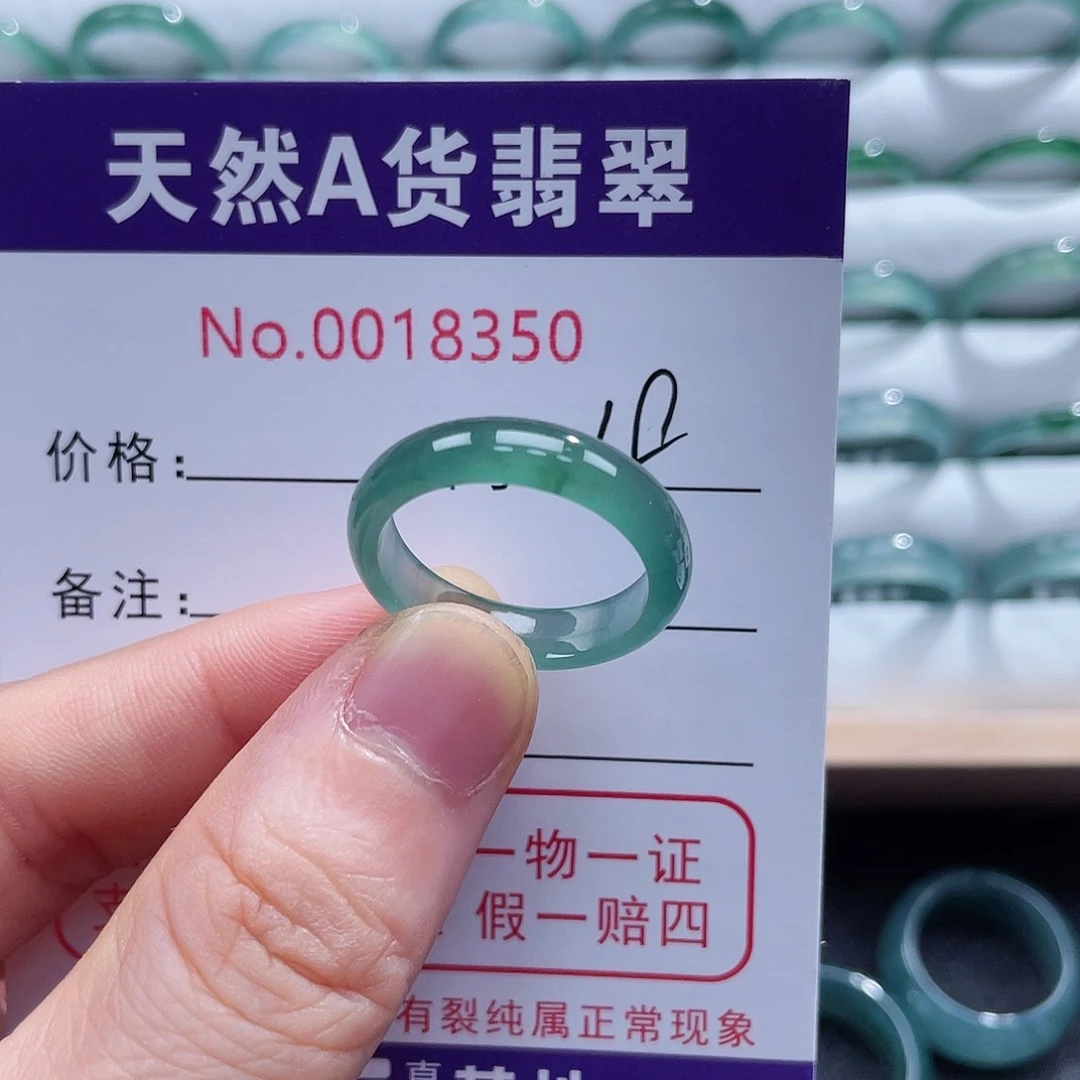 天然A货翡翠
No.0018350
价格:
备注:
一物一证
假一赔四
有裂纯属正常现象